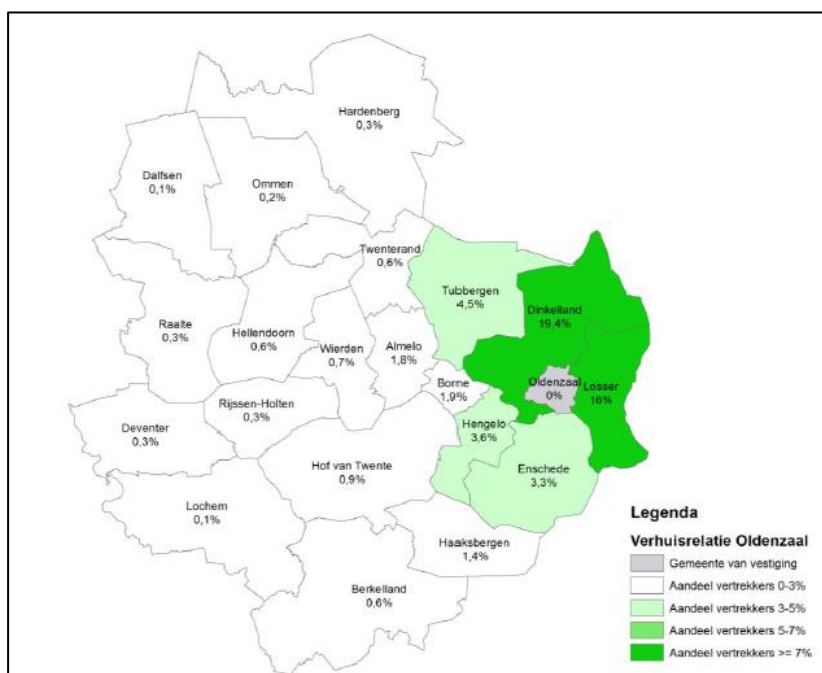 Hardenberg
0,3%
Dalfsen
0,1%
Ommen
0,2%
Twenterand
0,6%
Tubbergen
4,5%
Dinkelland
19,4%
Raalte
0,3%
Hellendoorn
0,6%
Wierden
0,7%
Almelo
1,8%
Borne
1,9%
Oldenzaal
0%
Losser
16%
Rijssen-Holten
0,3%
Deventer
0,3%
Hengelo
3,6%
Hof van Twente
0,9%
Enschede
3,3%
Lochem
0,1%
Haaksbergen
1,4%
Berkelland
0,6%
Legenda
Verhuisrelatie Oldenzaal
Gemeente van vestiging
Aandeel vertrekkers 0-3%
Aandeel vertrekkers 3-5%
Aandeel vertrekkers 5-7%
Aandeel vertrekkers >= 7%